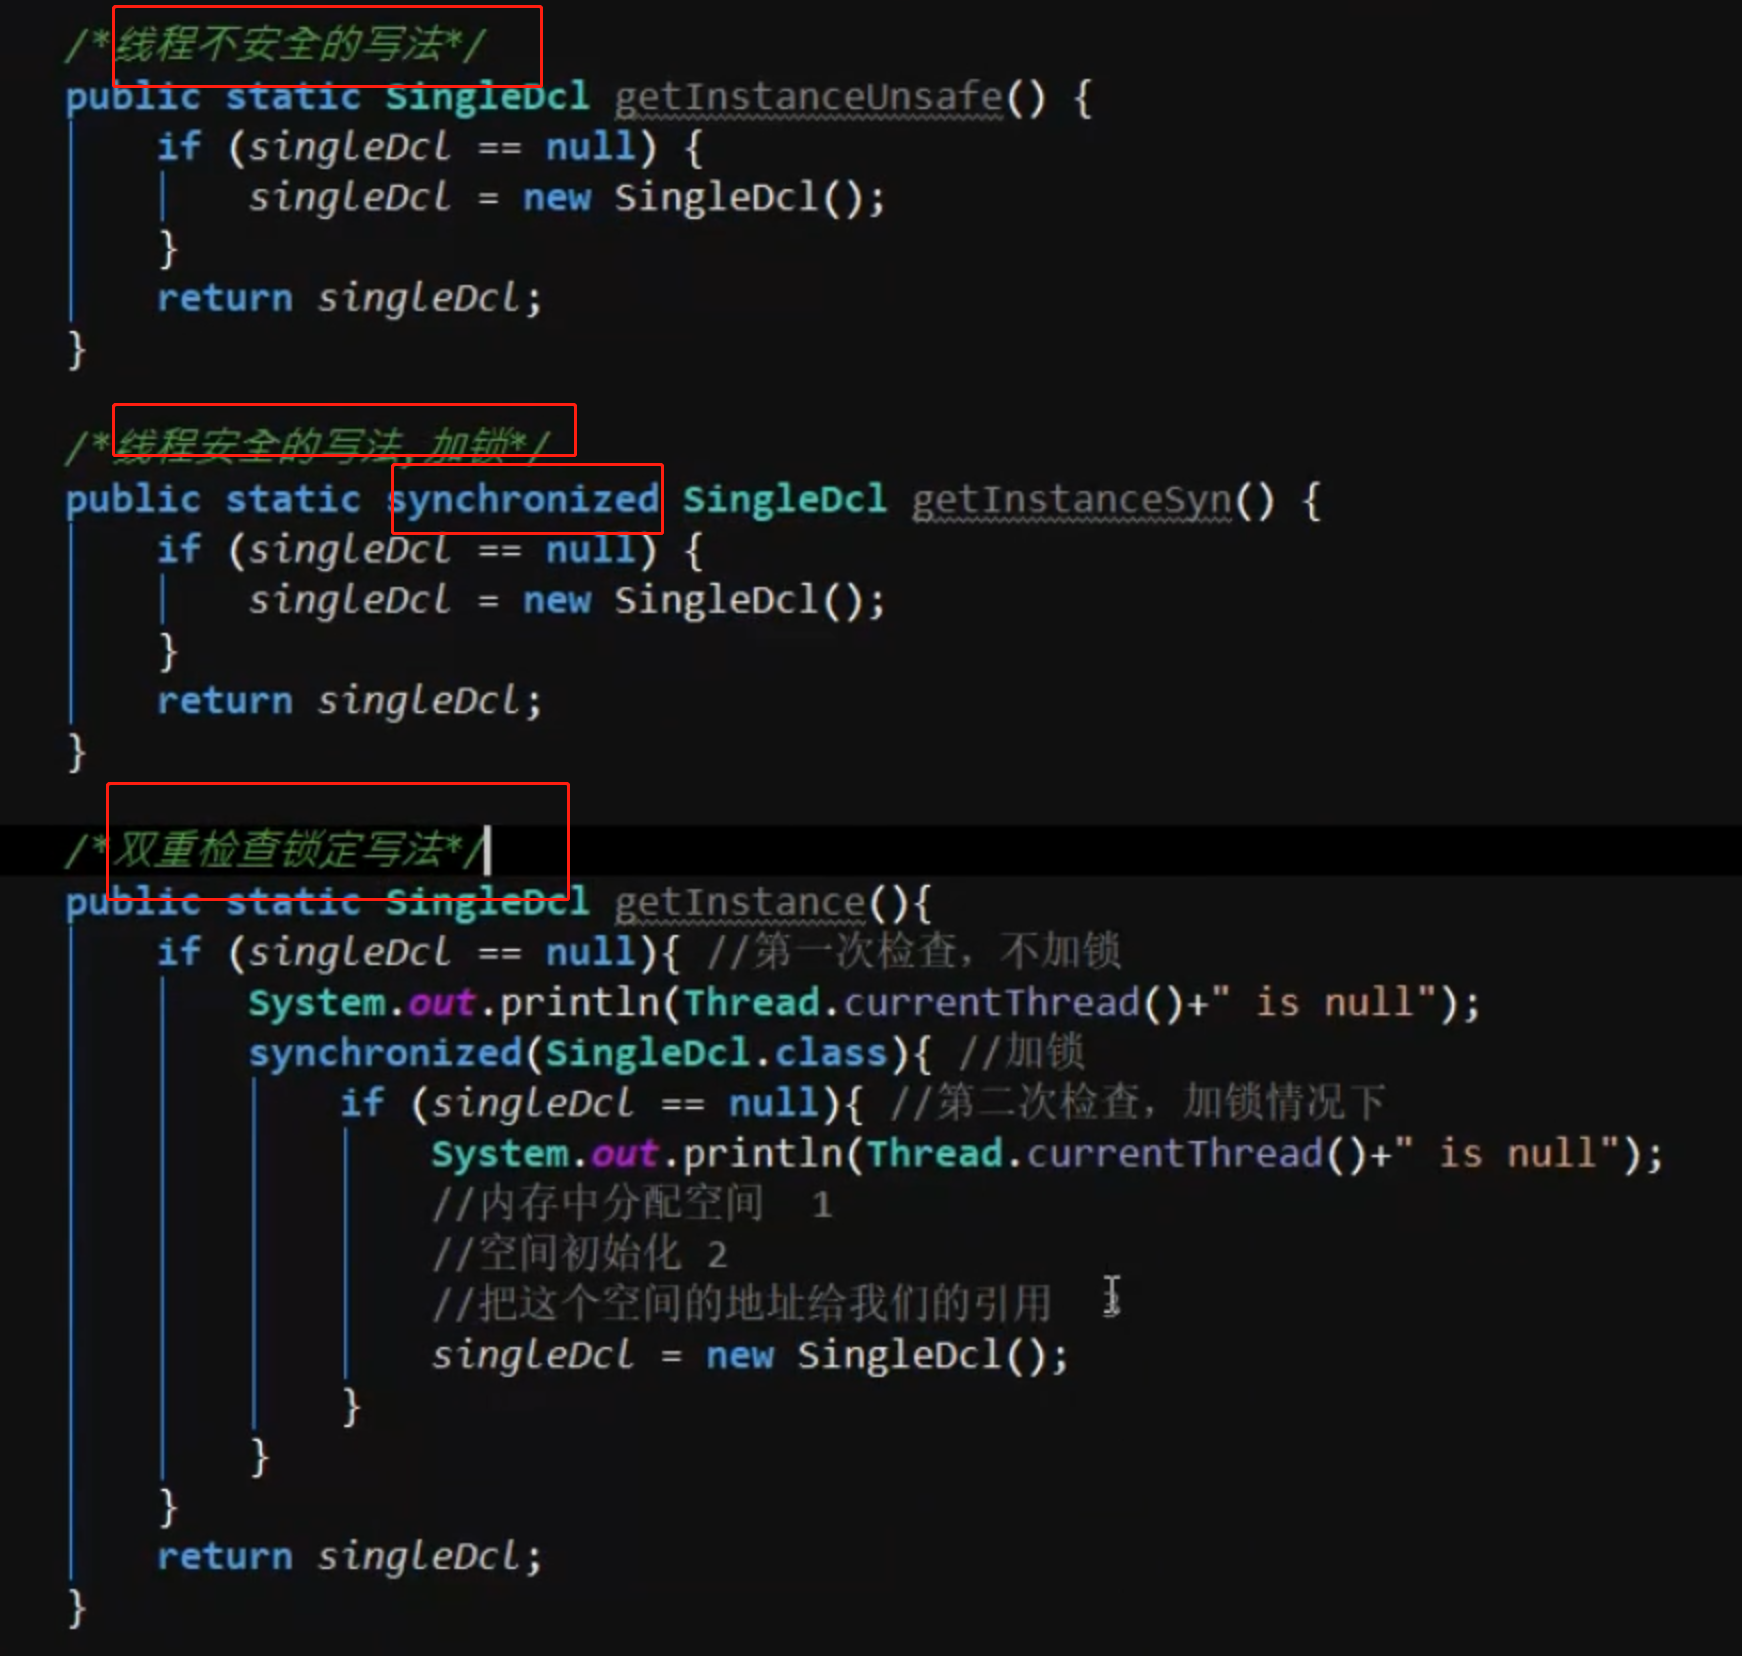 /*线程不安全的写法*/
public static SingleDcl getInstanceUnsafe() {
if (singleDcl == null) {
singleDcl = new SingleDcl();
}
return singleDcl;
}
/*线程安全的写法,加锁*/
public static synchronized SingleDcl getInstanceSyn() {
if (singleDcl == null) {
singleDcl = new SingleDcl();
}
return singleDcl;
}
/*双重检查锁定写法*/
public static SingleDcl getInstance(){
if (singleDcl == null){ //第一次检查，不加锁
System.out.println(Thread.currentThread()+" is null");
synchronized(SingleDcl.class){ //加锁
if (singleDcl == null){ //第二次检查，加锁情况下
System.out.println(Thread.currentThread()+" is null");
//内存中分配空间 1
//空间初始化 2
//把这个空间的地址给我们的引用
singleDcl = new SingleDcl();
}
}
}
return singleDcl;
}